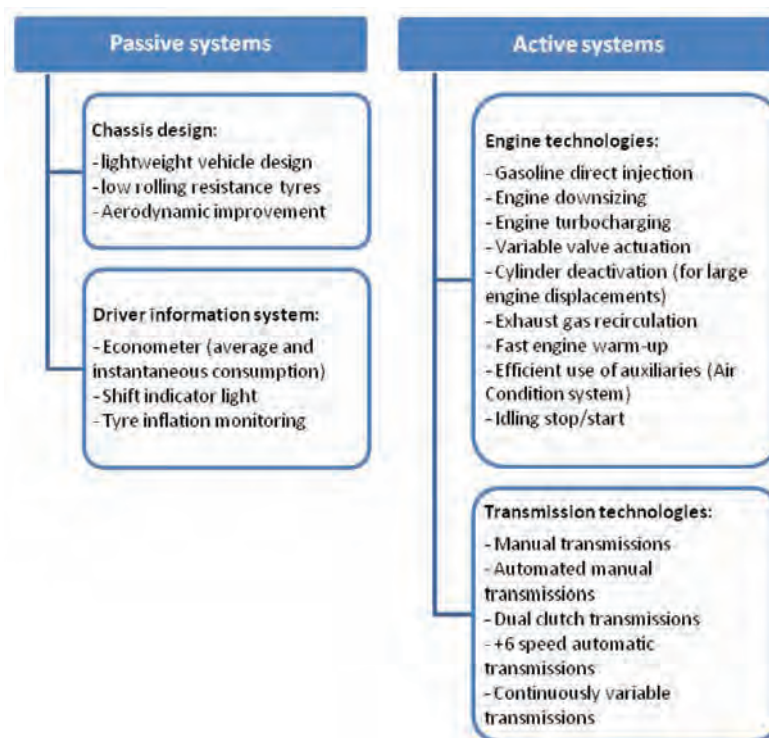 Passive systems
Chassis design:
-lightweight vehicle design
-low rolling resistance tyres
-Aerodynamic improvement
Driver information system:
-Econometer (average and
instantaneous consumption)
-Shift indicator light
-Tyre inflation monitoring
Active systems
Engine technologies:
-Gasoline direct injection
-Engine downsizing
-Engine turbocharging
-Variable valve actuation
-Cylinder deactivation (for large
engine displacements)
-Exhaust gas recirculation
-Fast engine warm-up
-Efficient use of auxiliaries (Air
Condition system)
-Idling stop/start
Transmission technologies:
-Manual transmissions
-Automated manual
transmissions
-Dual clutch transmissions
-+6 speed automatic
transmissions
-Continuously variable
transmissions